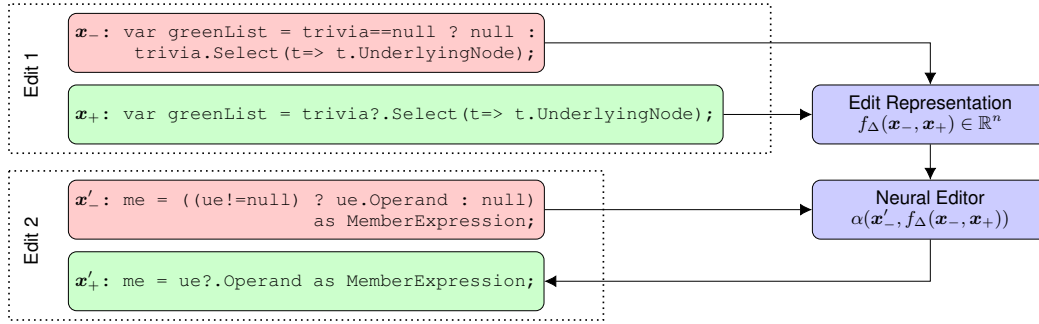 Edit 1
x₋: var greenList = trivia==null ? null :
trivia.Select(t=> t.UnderlyingNode);
x₊: var greenList = trivia?.Select(t=> t.UnderlyingNode);
Edit Representation
f_Δ(x₋, x₊) ∈ ℝⁿ
Edit 2
x′₋: me = ((ue!=null) ? ue.Operand : null)
as MemberExpression;
x′₊: me = ue?.Operand as MemberExpression;
Neural Editor
α(x′₋, f_Δ(x₋, x₊))